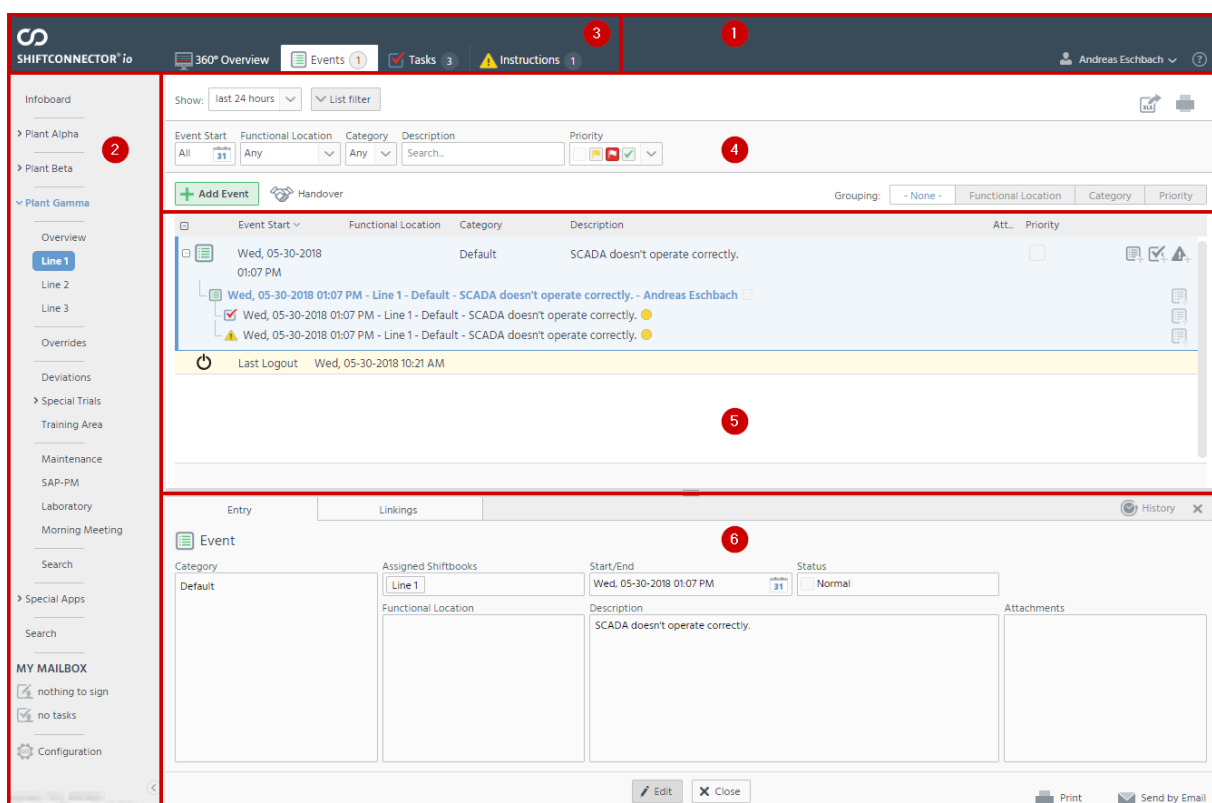 SHIFTCONNECTOR® io
360° Overview Events 1 Tasks 3 Instructions 1
3
1
Andreas Eschbach ?
Infoboard
Plant Alpha
2
Plant Beta
Plant Gamma
Overview
Line 1
Line 2
Line 3
Overrides
Deviations
Special Trials
Training Area
Maintenance
SAP-PM
Laboratory
Morning Meeting
Search
Special Apps
Search
MY MAILBOX
nothing to sign
no tasks
Configuration
Show: last 24 hours List filter
XLS
Event Start Functional Location Category Description Priority
All 31 Any Any Search...
4
Add Event Handover Grouping: - None - Functional Location Category Priority
Event Start Functional Location Category Description Att.. Priority
Wed, 05-30-2018 Default SCADA doesn't operate correctly.
01:07 PM
Wed, 05-30-2018 01:07 PM - Line 1 - Default - SCADA doesn't operate correctly. - Andreas Eschbach
Wed, 05-30-2018 01:07 PM - Line 1 - Default - SCADA doesn't operate correctly.
Wed, 05-30-2018 01:07 PM - Line 1 - Default - SCADA doesn't operate correctly.
Last Logout Wed, 05-30-2018 10:21 AM
5
Entry Linkings History
Event
6
Category Assigned Shiftbooks Start/End Status
Default Line 1 Wed, 05-30-2018 01:07 PM 31 Normal
Functional Location Description Attachments
SCADA doesn't operate correctly.
Edit Close Print Send by Email